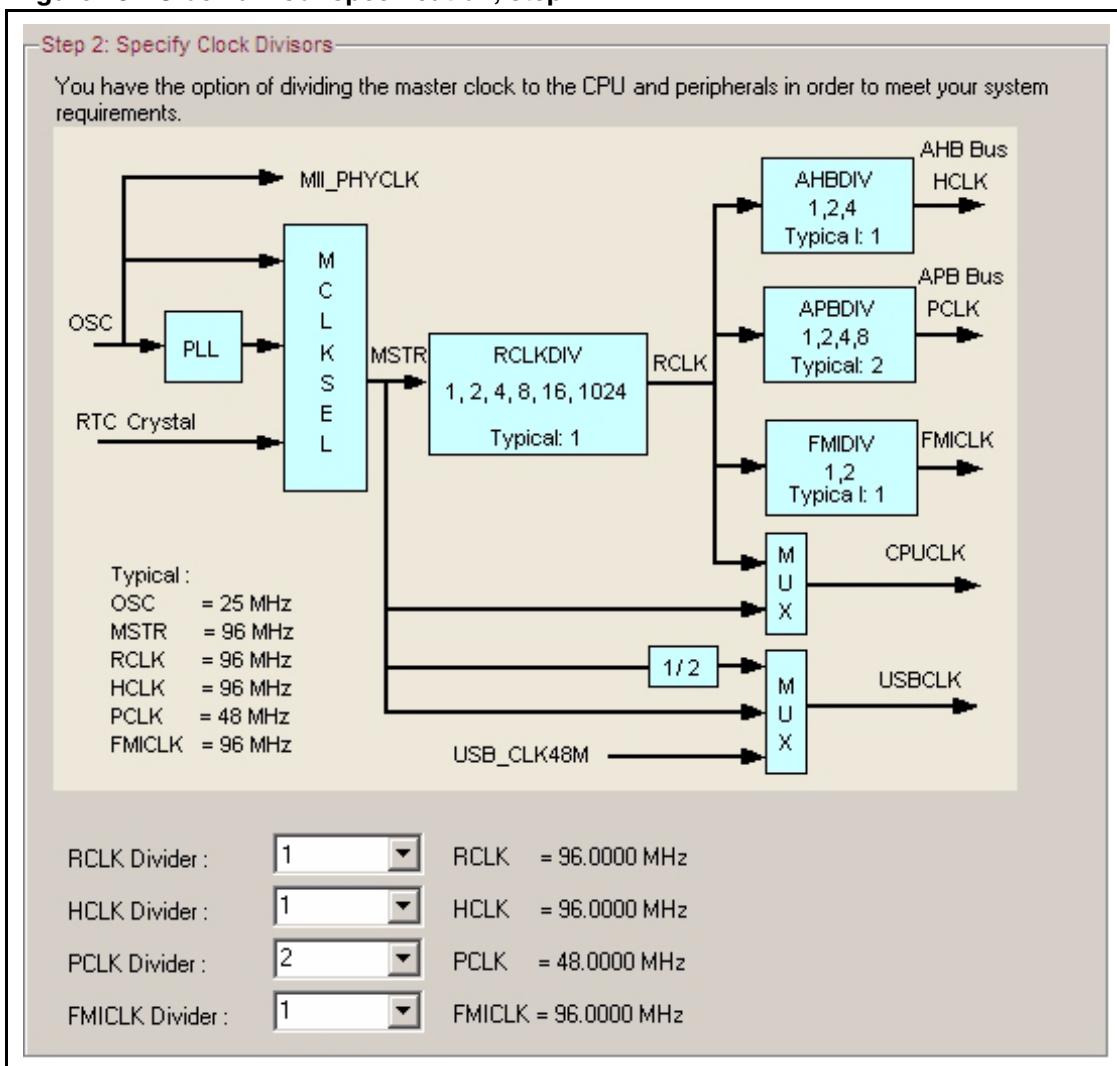 Step 2: Specify Clock Divisors
You have the option of dividing the master clock to the CPU and peripherals in order to meet your system
requirements.
MII_PHYCLK
OSC
PLL
RTC Crystal
M
C
L
K
S
E
L
MSTR
RCLKDIV
1, 2, 4, 8, 16, 1024
Typical: 1
RCLK
AHBDIV
1,2,4
Typica l: 1
AHB Bus
HCLK
APBDIV
1,2,4,8
Typical: 2
APB Bus
PCLK
FMIDIV
1,2
Typica l: 1
FMICLK
M
U
X
CPUCLK
1/ 2
M
U
X
USBCLK
USB_CLK48M
Typical :
OSC = 25 MHz
MSTR = 96 MHz
RCLK = 96 MHz
HCLK = 96 MHz
PCLK = 48 MHz
FMICLK = 96 MHz
RCLK Divider : 1 RCLK = 96.0000 MHz
HCLK Divider : 1 HCLK = 96.0000 MHz
PCLK Divider : 2 PCLK = 48.0000 MHz
FMICLK Divider : 1 FMICLK = 96.0000 MHz